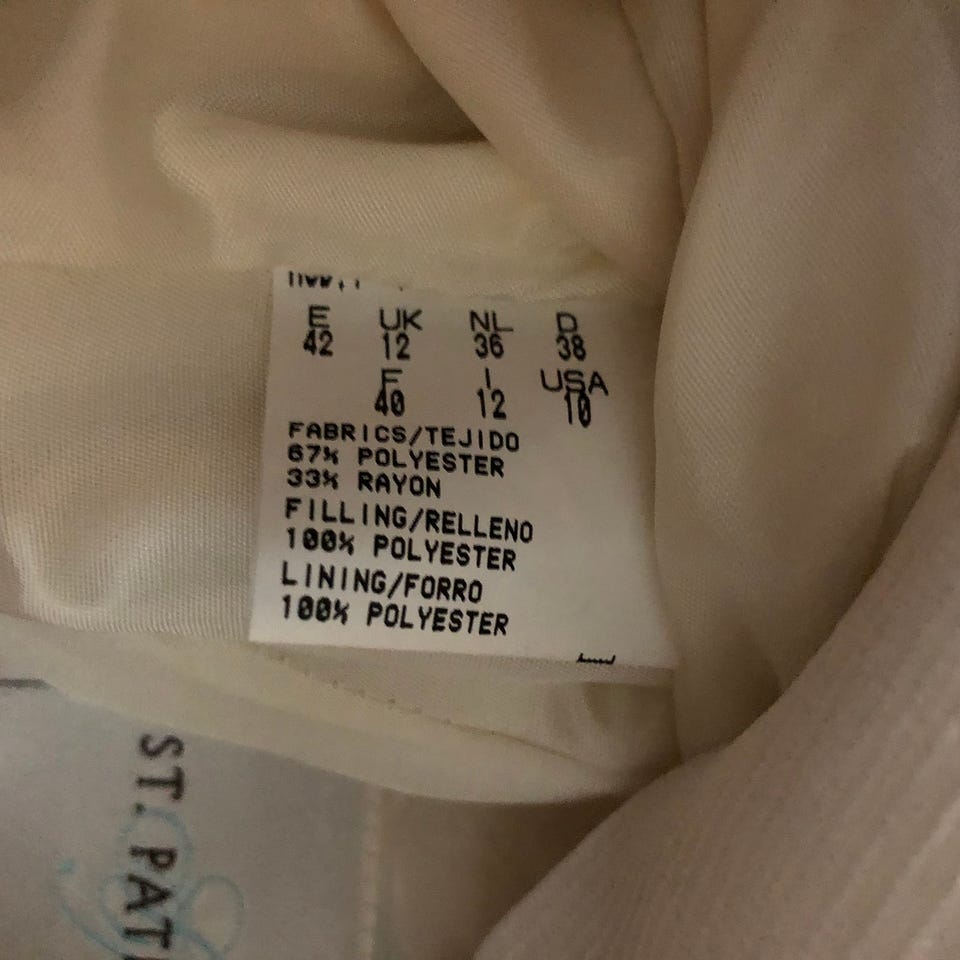 E UK NL D
42 12 36 38
F I USA
40 12 10
FABRICS/TEJIDO
67% POLYESTER
33% RAYON
FILLING/RELLENO
100% POLYESTER
LINING/FORRO
100% POLYESTER
ST. PAT